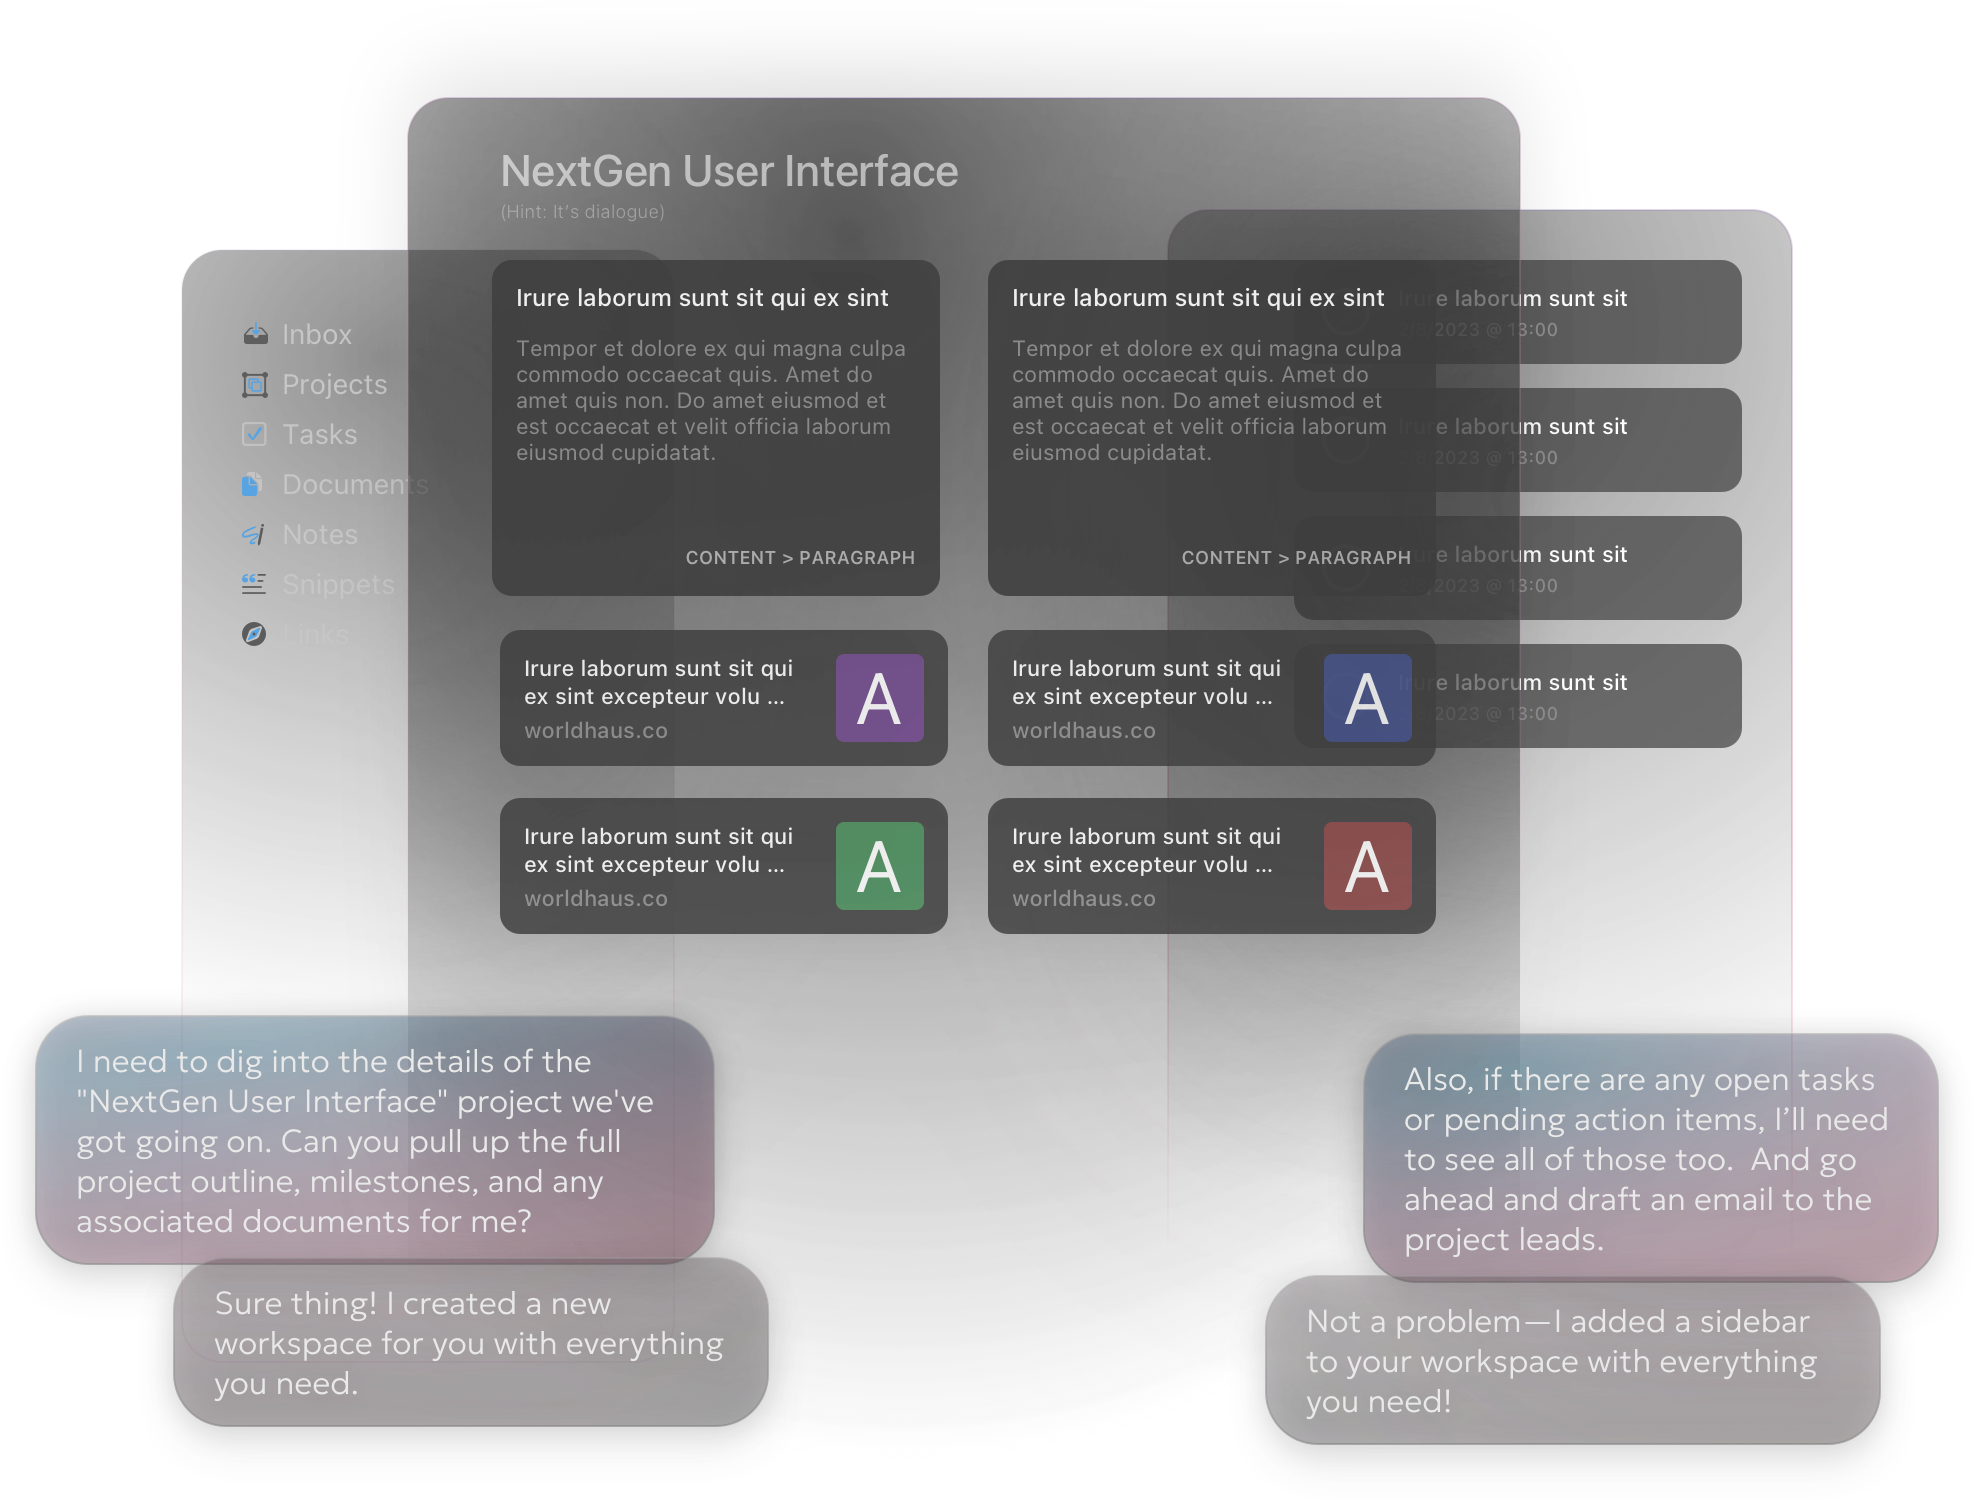 NextGen User Interface
(Hint: It's dialogue)
Inbox
Projects
Tasks
Documents
Notes
Snippets
Links
Irure laborum sunt sit qui ex sint
Tempor et dolore ex qui magna culpa
commodo occaecat quis. Amet do
amet quis non. Do amet eiusmod et
est occaecat et velit officia laborum
eiusmod cupidatat.
CONTENT > PARAGRAPH
Irure laborum sunt sit qui ex sint
Tempor et dolore ex qui magna culpa
commodo occaecat quis. Amet do
amet quis non. Do amet eiusmod et
est occaecat et velit officia laborum
eiusmod cupidatat.
CONTENT > PARAGRAPH
Irure laborum sunt sit qui
ex sint excepteur volu ...
worldhaus.co
A
Irure laborum sunt sit qui
ex sint excepteur volu ...
worldhaus.co
A
Irure laborum sunt sit qui
ex sint excepteur volu ...
worldhaus.co
A
Irure laborum sunt sit qui
ex sint excepteur volu ...
worldhaus.co
A
Irure laborum sunt sit
2023 @ 13:00
Irure laborum sunt sit
2023 @ 13:00
Irure laborum sunt sit
2023 @ 13:00
Irure laborum sunt sit
2023 @ 13:00
I need to dig into the details of the
"NextGen User Interface" project we've
got going on. Can you pull up the full
project outline, milestones, and any
associated documents for me?
Sure thing! I created a new
workspace for you with everything
you need.
Also, if there are any open tasks
or pending action items, I’ll need
to see all of those too.  And go
ahead and draft an email to the
project leads.
Not a problem—I added a sidebar
to your workspace with everything
you need!